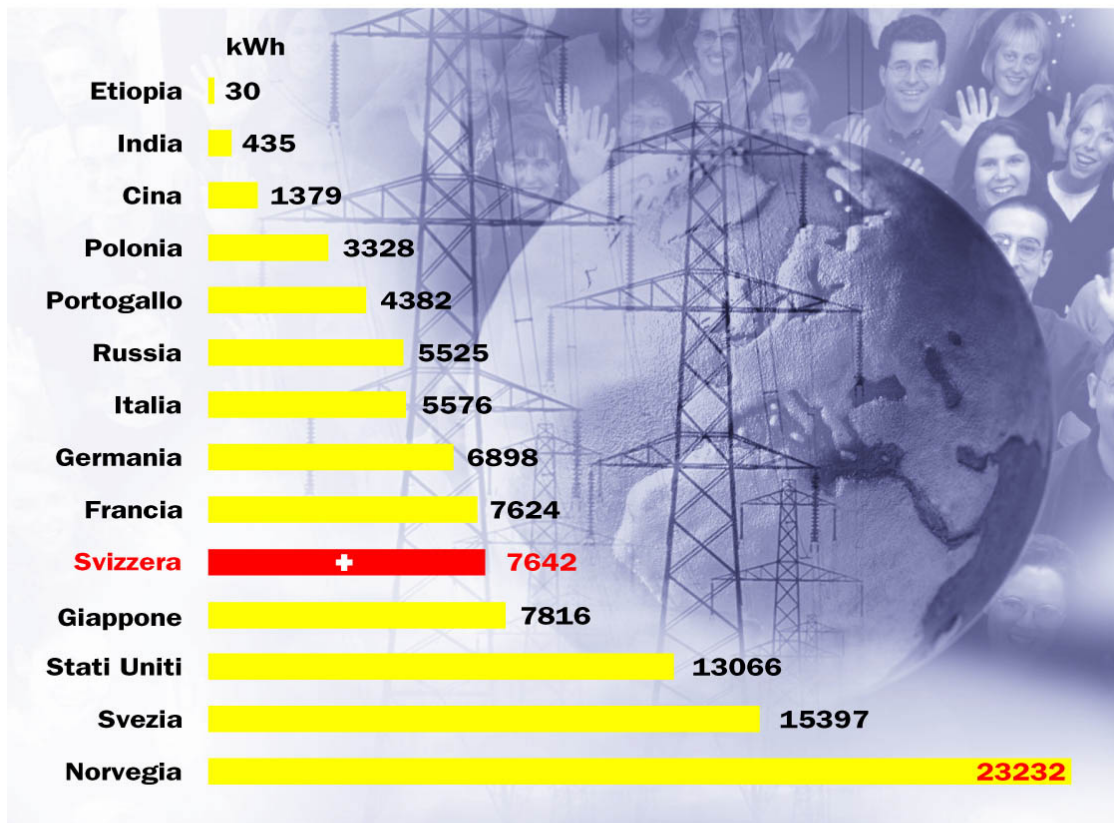 kWh
Etiopia 30
India 435
Cina 1379
Polonia 3328
Portogallo 4382
Russia 5525
Italia 5576
Germania 6898
Francia 7624
Svizzera 7642
Giappone 7816
Stati Uniti 13066
Svezia 15397
Norvegia 23232